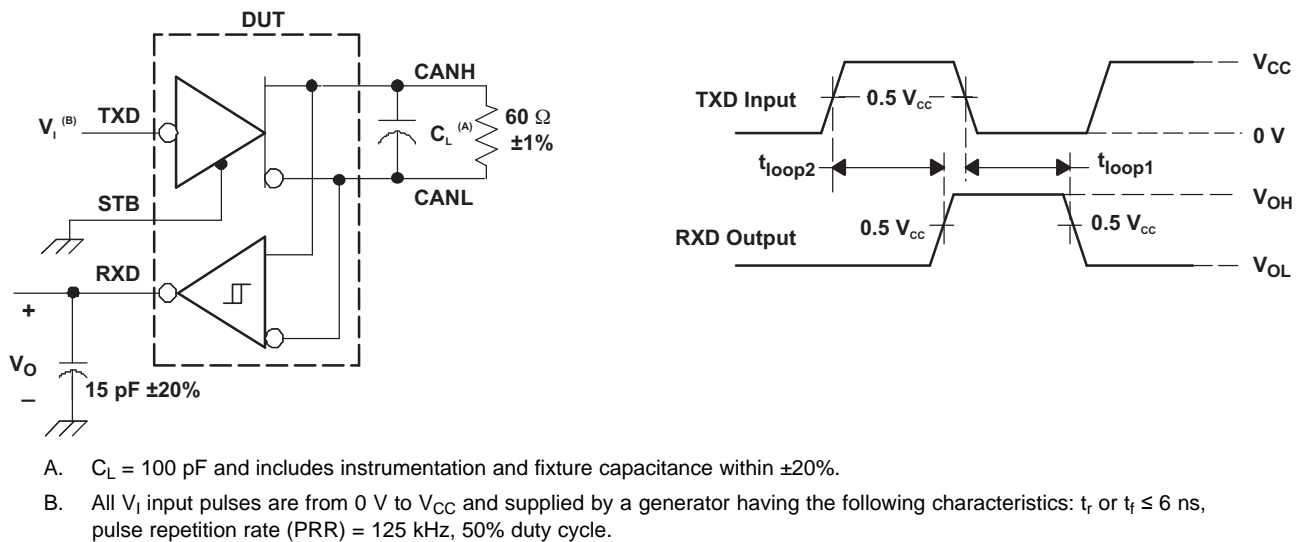 DUT
CANH
TXD
V_I (B)
C_L (A)
60 Ω
±1%
CANL
STB
RXD
+
V_O
–
15 pF ±20%
V_CC
TXD Input
0.5 V_cc
0 V
t_loop2
t_loop1
V_OH
0.5 V_cc
0.5 V_cc
RXD Output
V_OL
A. C_L = 100 pF and includes instrumentation and fixture capacitance within ±20%.
B. All V_I input pulses are from 0 V to V_CC and supplied by a generator having the following characteristics: t_r or t_f ≤ 6 ns,
pulse repetition rate (PRR) = 125 kHz, 50% duty cycle.